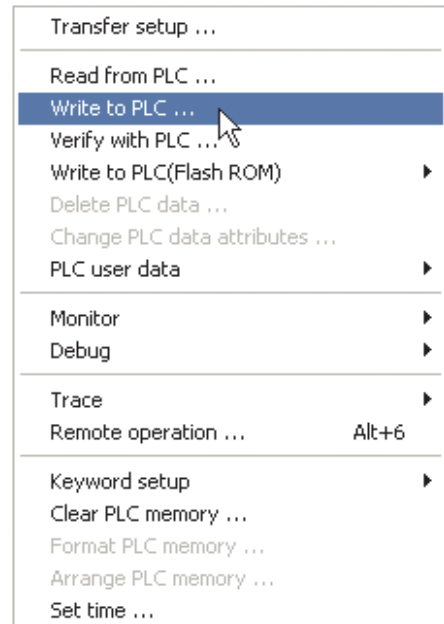 Transfer setup ...
Read from PLC ...
Write to PLC ...
Verify with PLC ...
Write to PLC(Flash ROM)
Delete PLC data ...
Change PLC data attributes ...
PLC user data
Monitor
Debug
Trace
Remote operation ... Alt+6
Keyword setup
Clear PLC memory ...
Format PLC memory ...
Arrange PLC memory ...
Set time ...